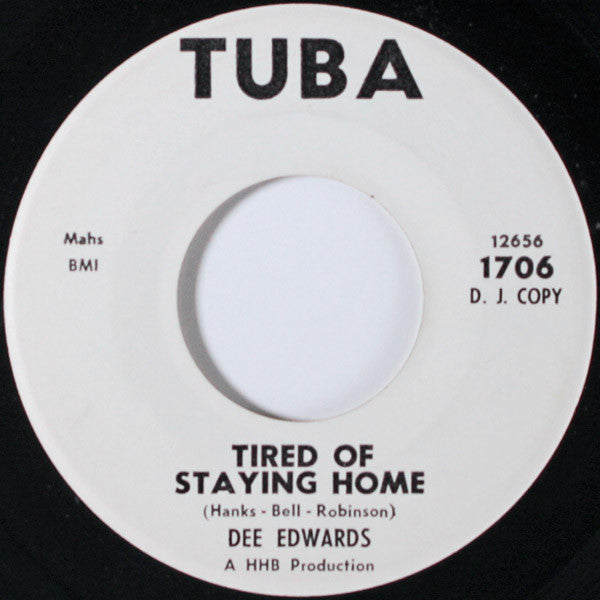 TUBA
Mahs
BMI
12656
1706
D. J. COPY
TIRED OF
STAYING HOME
(Hanks - Bell - Robinson)
DEE EDWARDS
A HHB Production